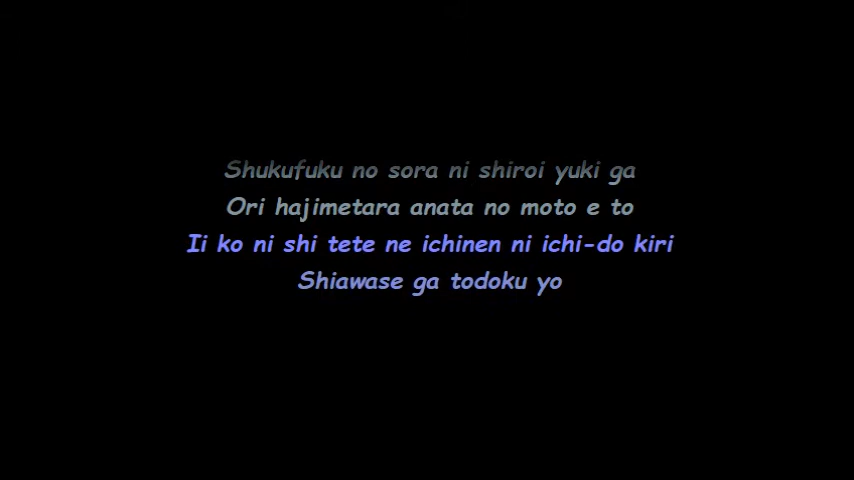 Shukufuku no sora ni shiroi yuki ga
Ori hajimetara anata no moto e to
Ii ko ni shi tete ne ichinen ni ichi-do kiri
Shiawase ga todoku yo